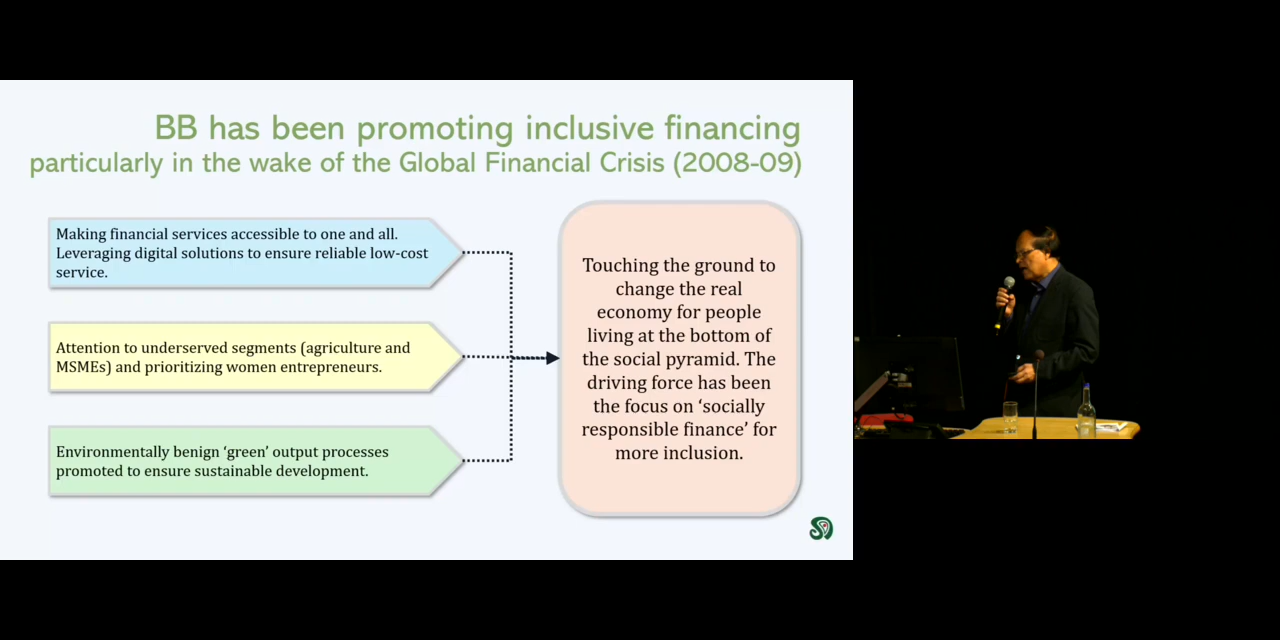 BB has been promoting inclusive financing
particularly in the wake of the Global Financial Crisis (2008-09)
Making financial services accessible to one and all.
Leveraging digital solutions to ensure reliable low-cost
service.
Attention to underserved segments (agriculture and
MSMEs) and prioritizing women entrepreneurs.
Environmentally benign ‘green’ output processes
promoted to ensure sustainable development.
Touching the ground to
change the real
economy for people
living at the bottom of
the social pyramid. The
driving force has been
the focus on ‘socially
responsible finance’ for
more inclusion.